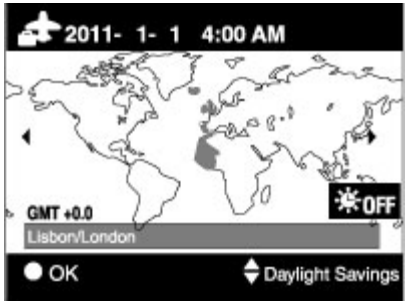 2011- 1- 1 4:00 AM
OFF
GMT +0.0
Lisbon/London
OK
Daylight Savings